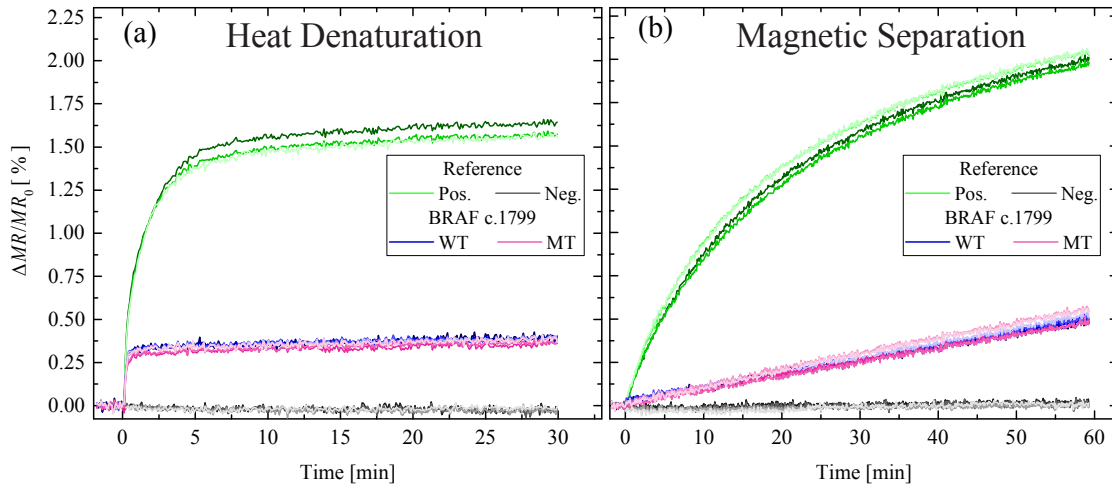 (a) Heat Denaturation
(b) Magnetic Separation
ΔMR/MR0 [ % ]
2.25
2.00
1.75
1.50
1.25
1.00
0.75
0.50
0.25
0.00
Reference
Pos. Neg.
BRAF c.1799
WT MT
0 5 10 15 20 25 30
Time [min]
Reference
Pos. Neg.
BRAF c.1799
WT MT
0 10 20 30 40 50 60
Time [min]